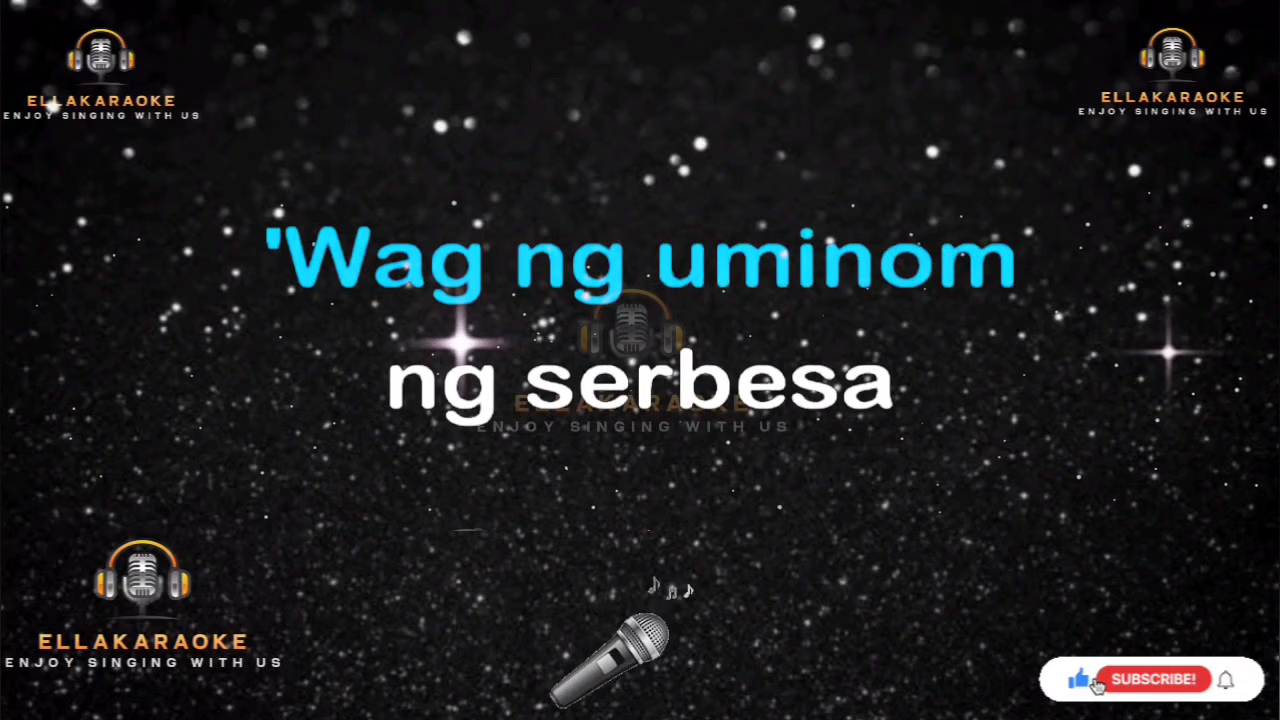 ELLAKARAOKE
ENJOY SINGING WITH US
ELLAKARAOKE
ENJOY SINGING WITH US
'Wag ng uminom
ng serbesa
ELLAKARAOKE
ENJOY SINGING WITH US
ELLAKARAOKE
ENJOY SINGING WITH US
SUBSCRIBE!